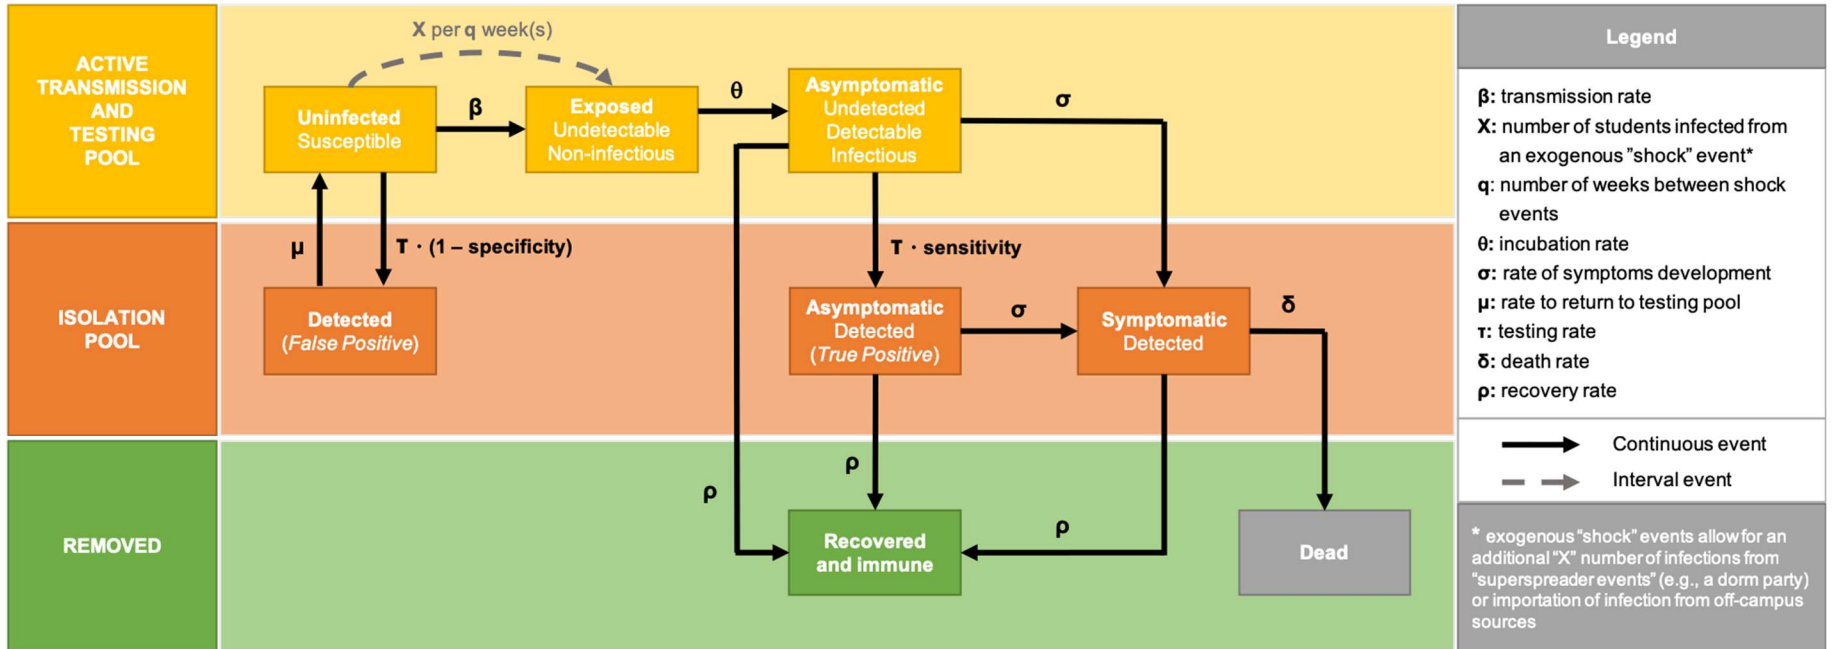 ACTIVE
TRANSMISSION
AND
TESTING
POOL
X per q week(s)
Uninfected
Susceptible
β
Exposed
Undetectable
Non-infectious
θ
Asymptomatic
Undetected
Detectable
Infectious
σ
ISOLATION
POOL
μ
τ · (1 – specificity)
τ · sensitivity
Detected
(False Positive)
Asymptomatic
Detected
(True Positive)
σ
Symptomatic
Detected
δ
REMOVED
ρ
ρ
ρ
Recovered
and immune
Dead
Legend
β: transmission rate
X: number of students infected from
an exogenous ”shock” event*
q: number of weeks between shock
events
θ: incubation rate
σ: rate of symptoms development
μ: rate to return to testing pool
τ: testing rate
δ: death rate
ρ: recovery rate
Continuous event
Interval event
* exogenous “shock” events allow for an
additional “X” number of infections from
“superspreader events” (e.g., a dorm party)
or importation of infection from off-campus
sources